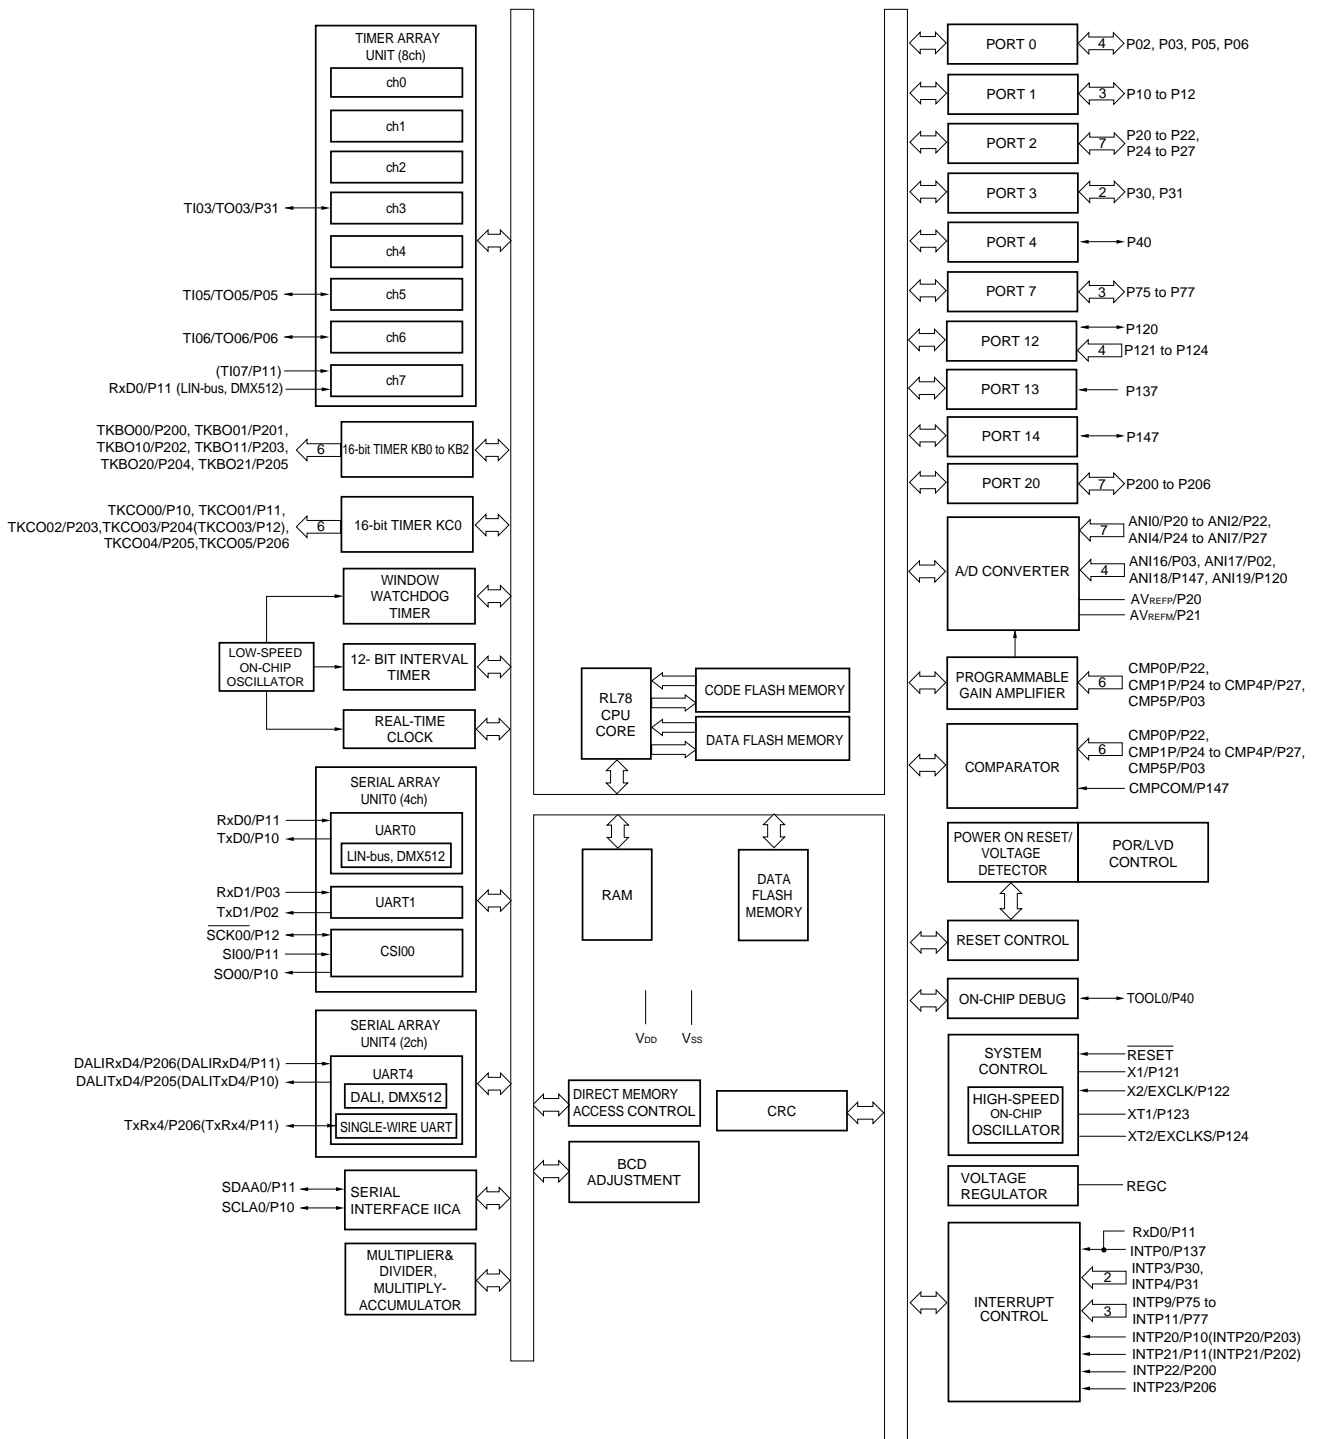 TIMER ARRAY
UNIT (8ch)
ch0
ch1
ch2
TI03/TO03/P31
ch3
ch4
TI05/TO05/P05
ch5
TI06/TO06/P06
ch6
(TI07/P11)
RxD0/P11 (LIN-bus, DMX512)
ch7
TKBO00/P200, TKBO01/P201,
TKBO10/P202, TKBO11/P203,
TKBO20/P204, TKBO21/P205
6
16-bit TIMER KB0 to KB2
TKCO00/P10, TKCO01/P11,
TKCO02/P203,TKCO03/P204(TKCO03/P12),
TKCO04/P205,TKCO05/P206
6
16-bit TIMER KC0
WINDOW
WATCHDOG
TIMER
LOW-SPEED
ON-CHIP
OSCILLATOR
12- BIT INTERVAL
TIMER
REAL-TIME
CLOCK
SERIAL ARRAY
UNIT0 (4ch)
RxD0/P11
TxD0/P10
UART0
LIN-bus, DMX512
RxD1/P03
TxD1/P02
UART1
SCK00/P12
SI00/P11
SO00/P10
CSI00
SERIAL ARRAY
UNIT4 (2ch)
DALIRxD4/P206(DALIRxD4/P11)
DALITxD4/P205(DALITxD4/P10)
UART4
DALI, DMX512
TxRx4/P206(TxRx4/P11)
SINGLE-WIRE UART
SDAA0/P11
SCLA0/P10
SERIAL
INTERFACE IICA
MULTIPLIER&
DIVIDER,
MULITIPLY-
ACCUMULATOR
RL78
CPU
CORE
CODE FLASH MEMORY
DATA FLASH MEMORY
RAM
DATA
FLASH
MEMORY
VDD
VSS
DIRECT MEMORY
ACCESS CONTROL
CRC
BCD
ADJUSTMENT
PORT 0
4
P02, P03, P05, P06
PORT 1
3
P10 to P12
PORT 2
7
P20 to P22,
P24 to P27
PORT 3
2
P30, P31
PORT 4
P40
PORT 7
3
P75 to P77
PORT 12
P120
4
P121 to P124
PORT 13
P137
PORT 14
P147
PORT 20
7
P200 to P206
A/D CONVERTER
7
ANI0/P20 to ANI2/P22,
ANI4/P24 to ANI7/P27
4
ANI16/P03, ANI17/P02,
ANI18/P147, ANI19/P120
AVREFP/P20
AVREFM/P21
PROGRAMMABLE
GAIN AMPLIFIER
6
CMP0P/P22,
CMP1P/P24 to CMP4P/P27,
CMP5P/P03
COMPARATOR
6
CMP0P/P22,
CMP1P/P24 to CMP4P/P27,
CMP5P/P03
CMPCOM/P147
POWER ON RESET/
VOLTAGE
DETECTOR
POR/LVD
CONTROL
RESET CONTROL
ON-CHIP DEBUG
TOOL0/P40
SYSTEM
CONTROL
HIGH-SPEED
ON-CHIP
OSCILLATOR
RESET
X1/P121
X2/EXCLK/P122
XT1/P123
XT2/EXCLKS/P124
VOLTAGE
REGULATOR
REGC
INTERRUPT
CONTROL
RxD0/P11
INTP0/P137
2
INTP3/P30,
INTP4/P31
3
INTP9/P75 to
INTP11/P77
INTP20/P10(INTP20/P203)
INTP21/P11(INTP21/P202)
INTP22/P200
INTP23/P206